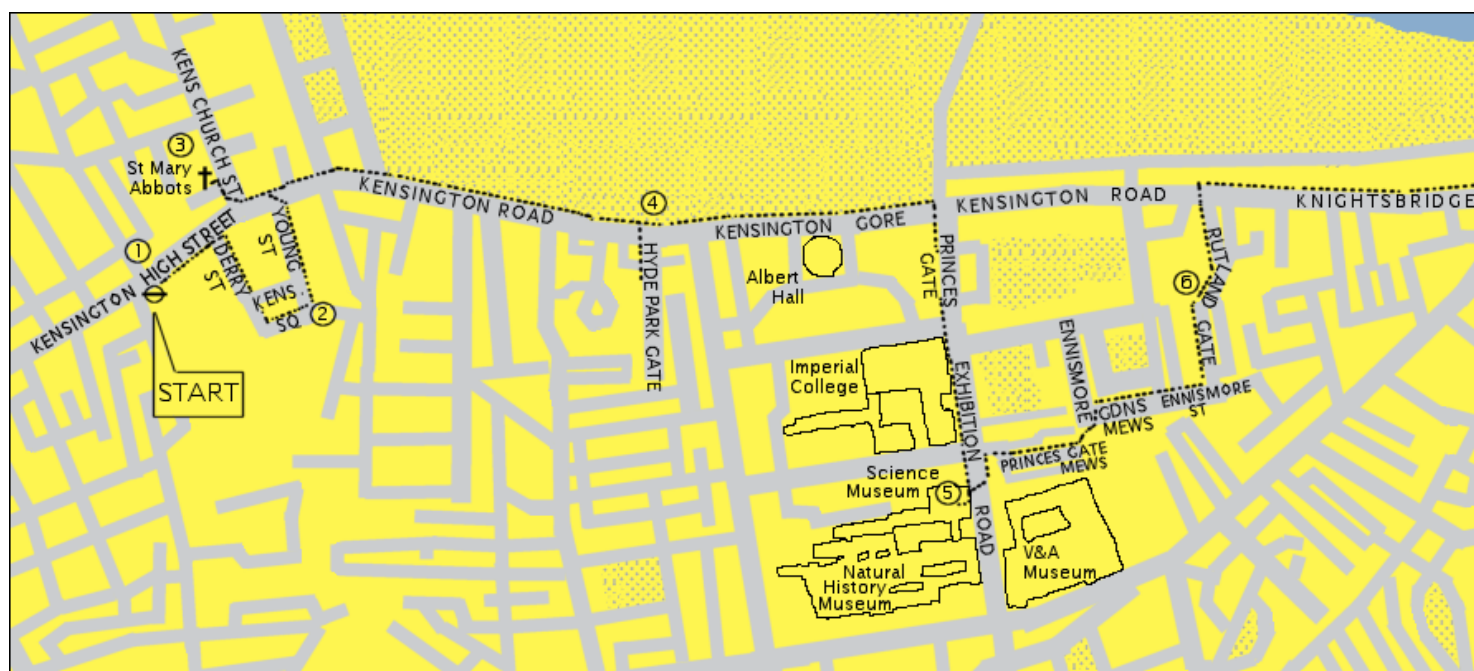 KENS CHURCH ST
3
St Mary
Abbots
1
KENSINGTON HIGH STREET
START
DERRY
ST
YOUNG
ST
KENS
SQ
2
KENSINGTON ROAD
4
HYDE PARK GATE
KENSINGTON GORE
Albert
Hall
PRINCES
GATE
KENSINGTON ROAD
KNIGHTSBRIDGE
RUTLAND
GATE
6
ENNISMORE
GDNS
MEWS
ENNISMORE
ST
Imperial
College
EXHIBITION
ROAD
PRINCES GATE
MEWS
Science
Museum
5
Natural
History
Museum
V&A
Museum